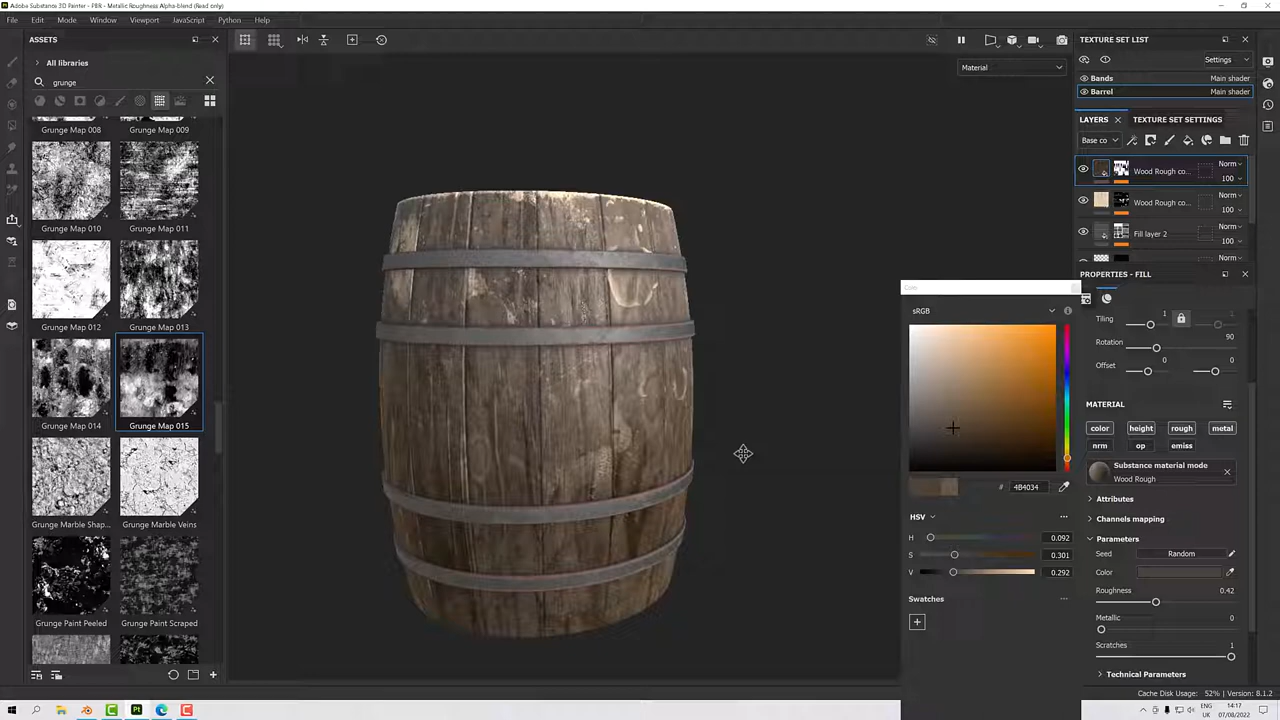 Adobe Substance 3D Painter - PBR - Metallic Roughness Alpha-blend (Read only)
File Edit Mode Window Viewport JavaScript Python Help
ASSETS
All libraries
grunge
Grunge Map 008 Grunge Map 009
Grunge Map 010 Grunge Map 011
Grunge Map 012 Grunge Map 013
Grunge Map 014 Grunge Map 015
Grunge Marble Shap... Grunge Marble Veins
Grunge Paint Peeled Grunge Paint Scraped
Material
sRGB
# 4B4034
HSV
H 0.092
S 0.301
V 0.292
Swatches
TEXTURE SET LIST
Settings
Bands Main shader
Barrel Main shader
LAYERS TEXTURE SET SETTINGS
Base co
Wood Rough co... Norm 100
Wood Rough co... Norm 100
Fill layer 2 Norm 100
Norm
PROPERTIES - FILL
Tiling 1 1
Rotation 90
Offset 0 0
MATERIAL
color height rough metal
nrm op emiss
Substance material mode
Wood Rough
Attributes
Channels mapping
Parameters
Seed Random
Color
Roughness 0.42
Metallic 0
Scratches 1
Technical Parameters
Cache Disk Usage: 52% | Version: 8.1.2
ENG
UK
14:17
07/08/2022